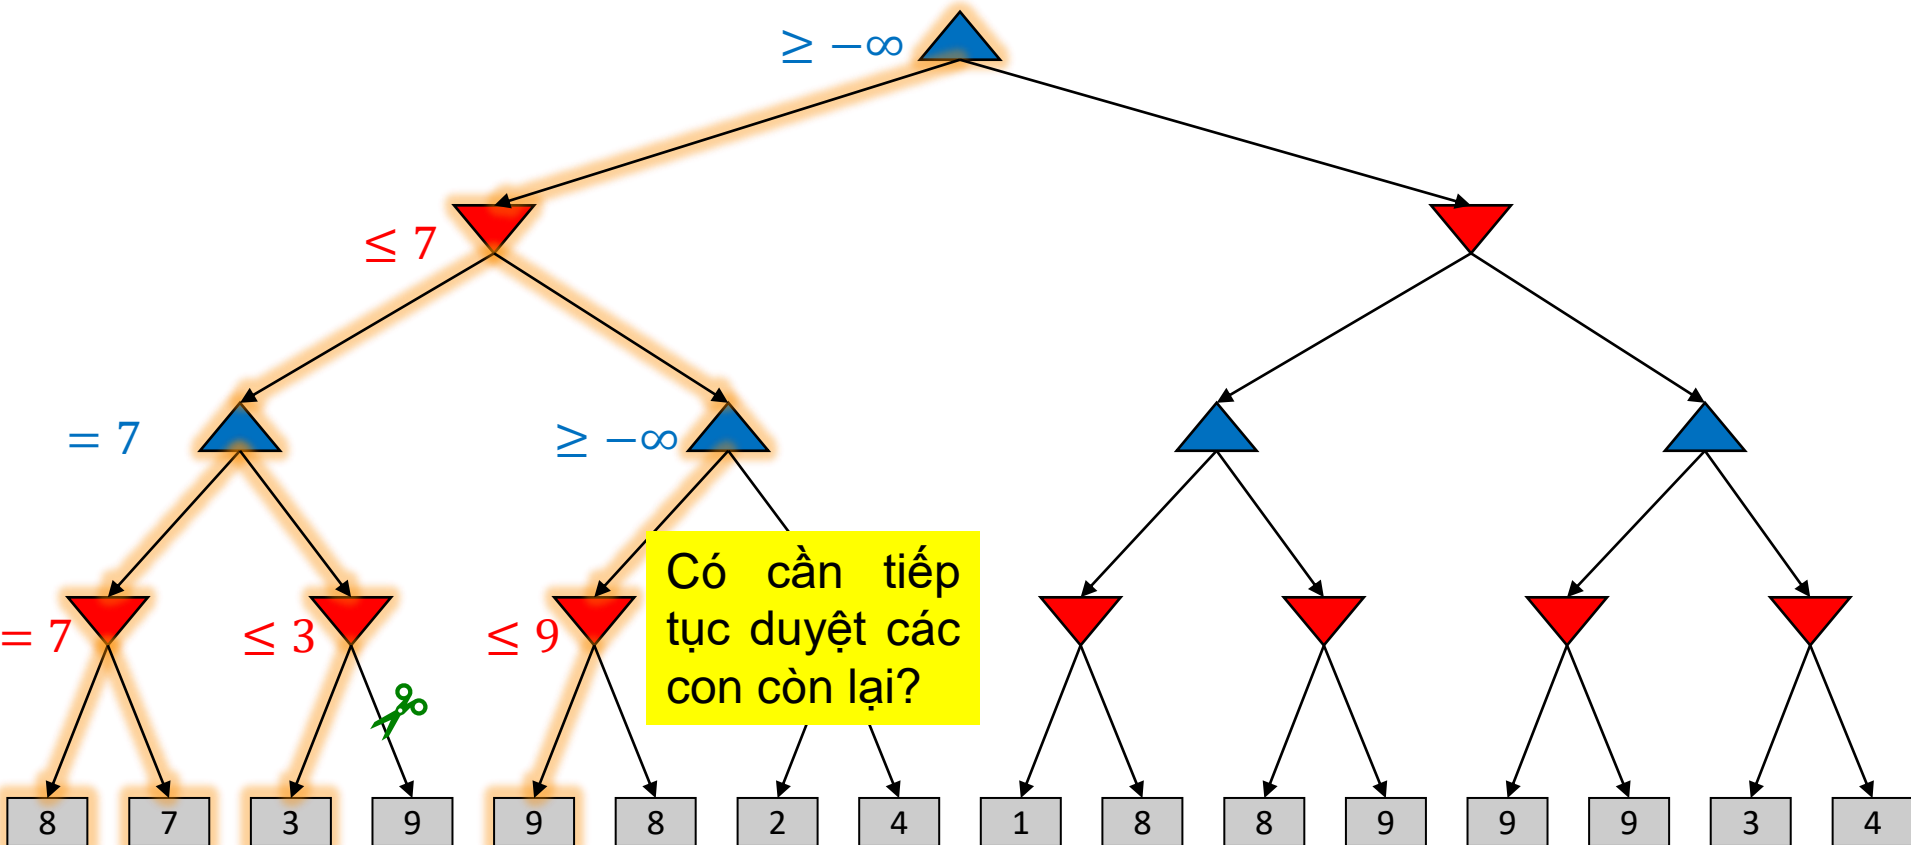 ≥ −∞
≤ 7
= 7
≥ −∞
= 7
≤ 3
≤ 9
Có cần tiếp
tục duyệt các
con còn lại?
8 7 3 9 9 8 2 4 1 8 8 9 9 9 3 4